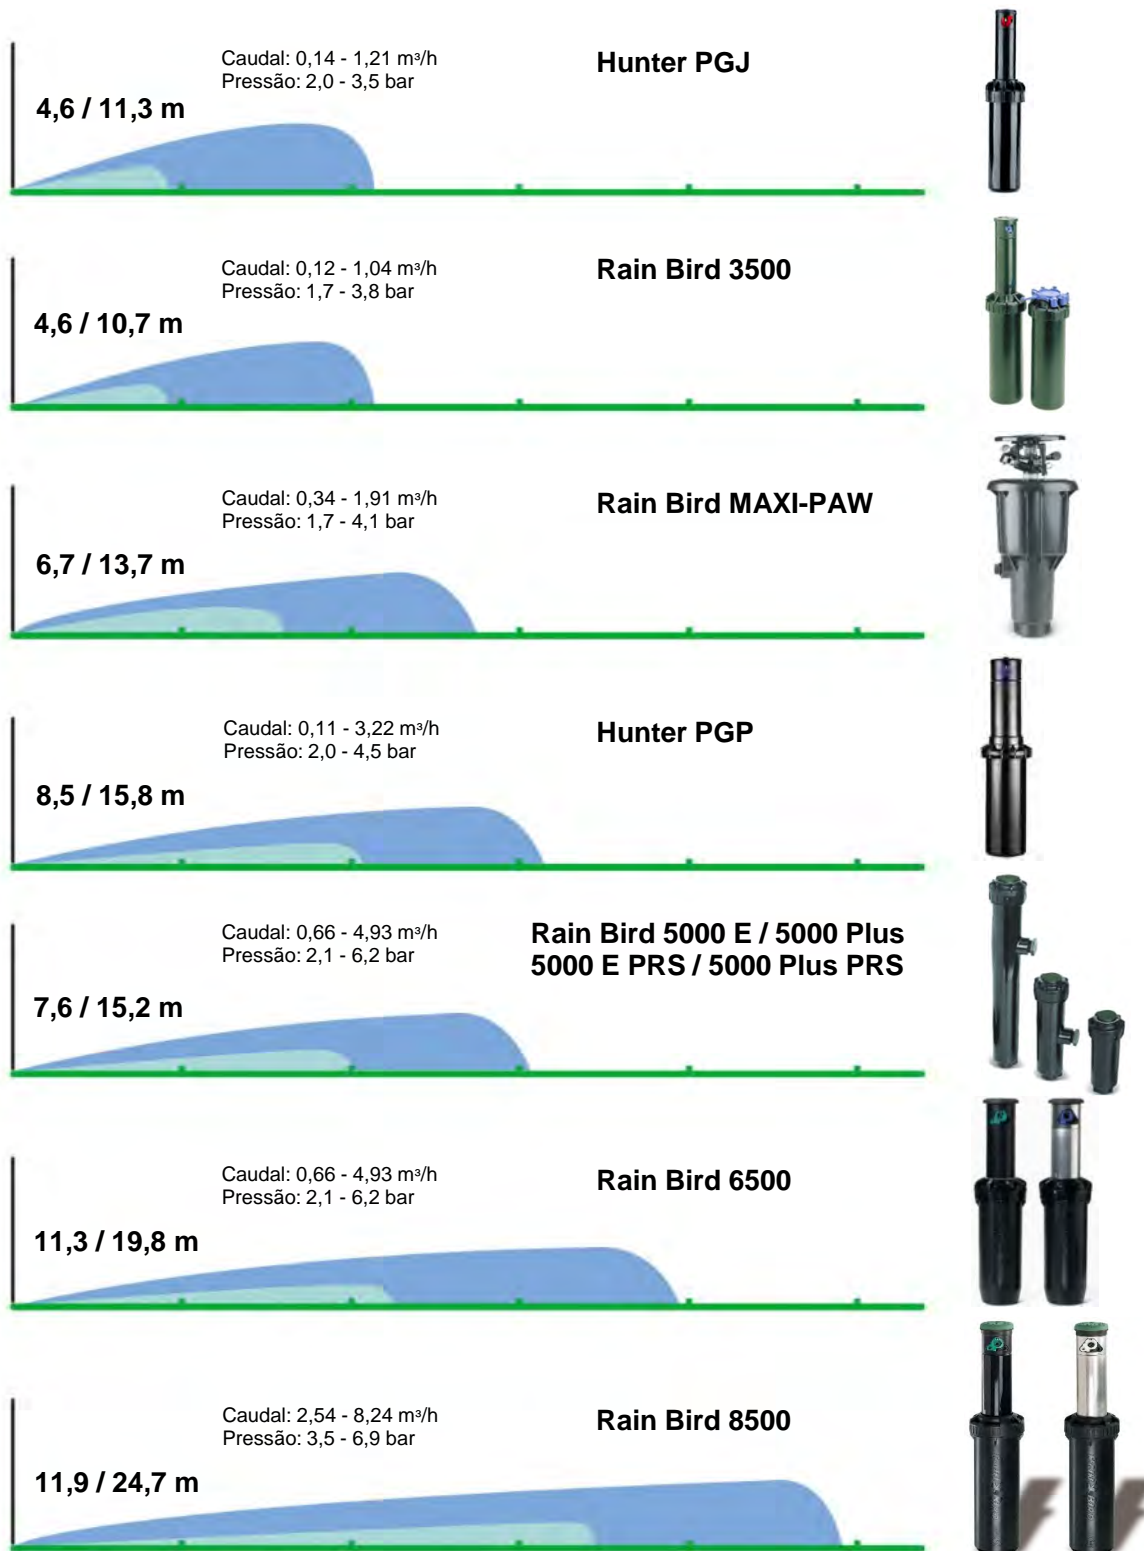 Caudal: 0,14 - 1,21 m³/h
Pressão: 2,0 - 3,5 bar
Hunter PGJ
4,6 / 11,3 m
Caudal: 0,12 - 1,04 m³/h
Pressão: 1,7 - 3,8 bar
Rain Bird 3500
4,6 / 10,7 m
Caudal: 0,34 - 1,91 m³/h
Pressão: 1,7 - 4,1 bar
Rain Bird MAXI-PAW
6,7 / 13,7 m
Caudal: 0,11 - 3,22 m³/h
Pressão: 2,0 - 4,5 bar
Hunter PGP
8,5 / 15,8 m
Caudal: 0,66 - 4,93 m³/h
Pressão: 2,1 - 6,2 bar
Rain Bird 5000 E / 5000 Plus
5000 E PRS / 5000 Plus PRS
7,6 / 15,2 m
Caudal: 0,66 - 4,93 m³/h
Pressão: 2,1 - 6,2 bar
Rain Bird 6500
11,3 / 19,8 m
Caudal: 2,54 - 8,24 m³/h
Pressão: 3,5 - 6,9 bar
Rain Bird 8500
11,9 / 24,7 m